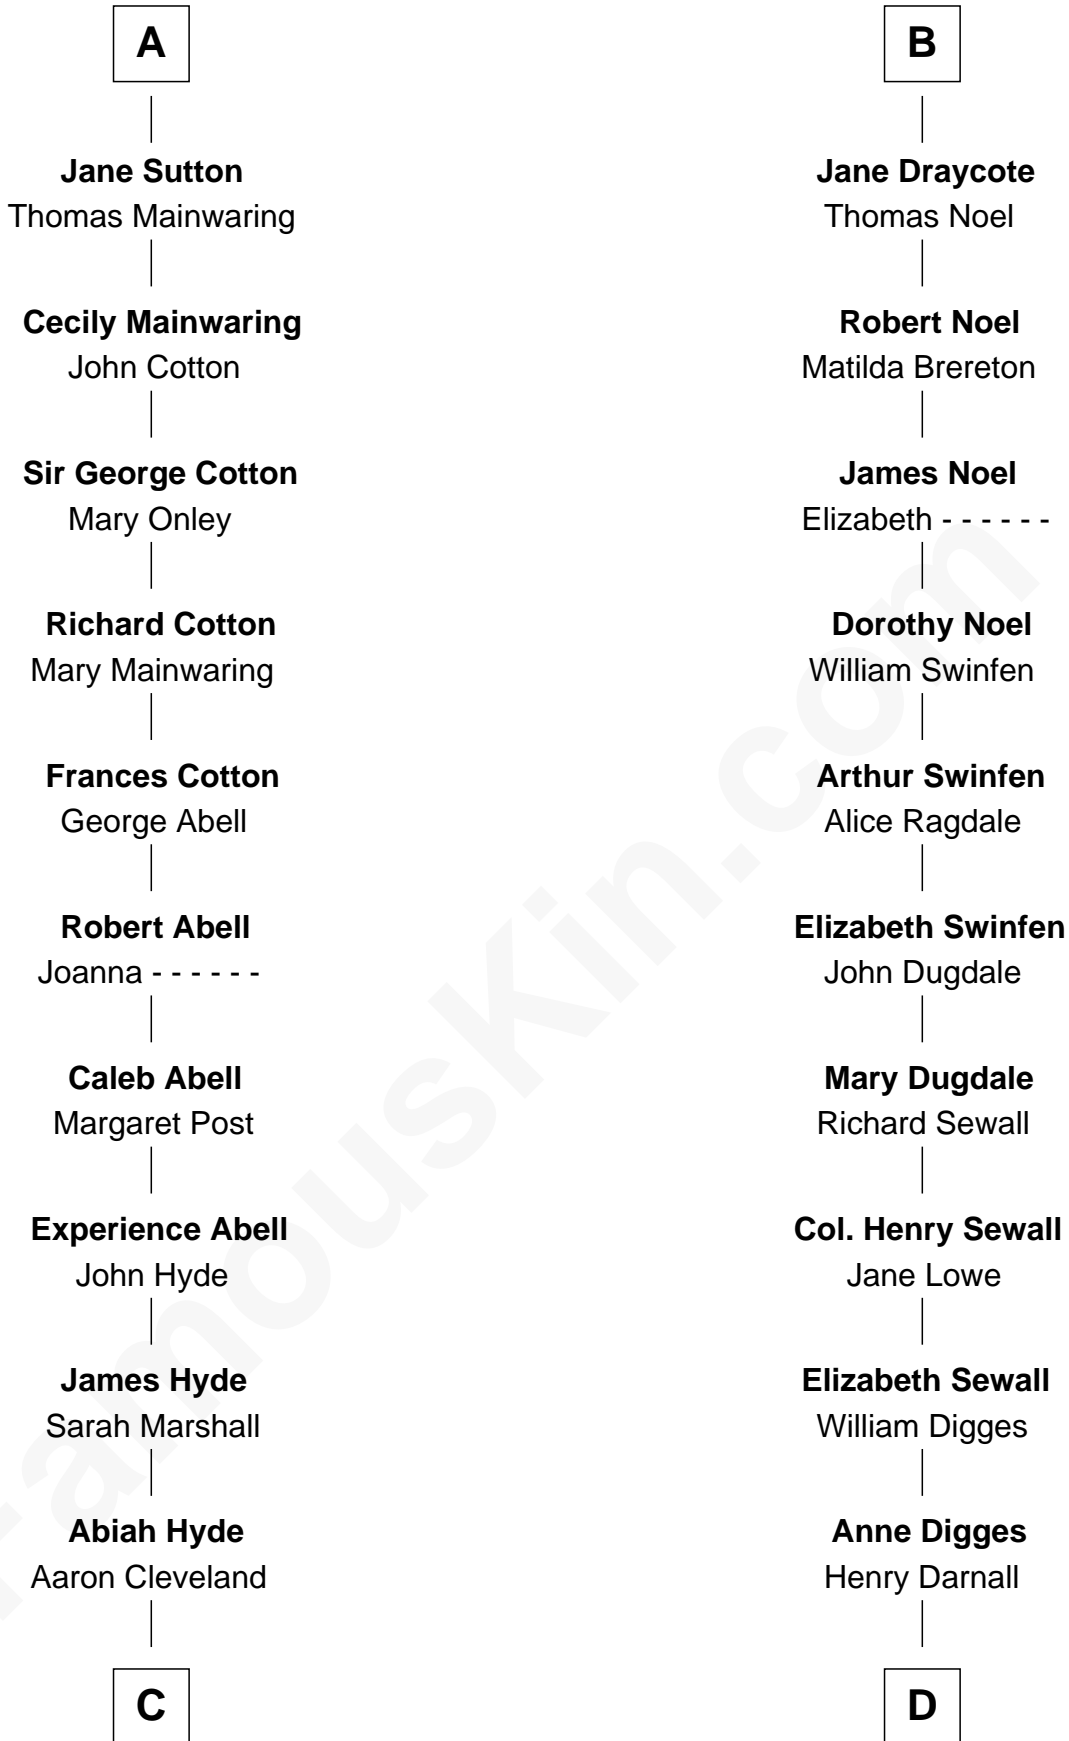 A
Jane Sutton
Thomas Mainwaring
Cecily Mainwaring
John Cotton
Sir George Cotton
Mary Onley
Richard Cotton
Mary Mainwaring
Frances Cotton
George Abell
Robert Abell
Joanna - - - - - -
Caleb Abell
Margaret Post
Experience Abell
John Hyde
James Hyde
Sarah Marshall
Abiah Hyde
Aaron Cleveland
C
B
Jane Draycote
Thomas Noel
Robert Noel
Matilda Brereton
James Noel
Elizabeth - - - - - -
Dorothy Noel
William Swinfen
Arthur Swinfen
Alice Ragdale
Elizabeth Swinfen
John Dugdale
Mary Dugdale
Richard Sewall
Col. Henry Sewall
Jane Lowe
Elizabeth Sewall
William Digges
Anne Digges
Henry Darnall
D
FamousKin.com